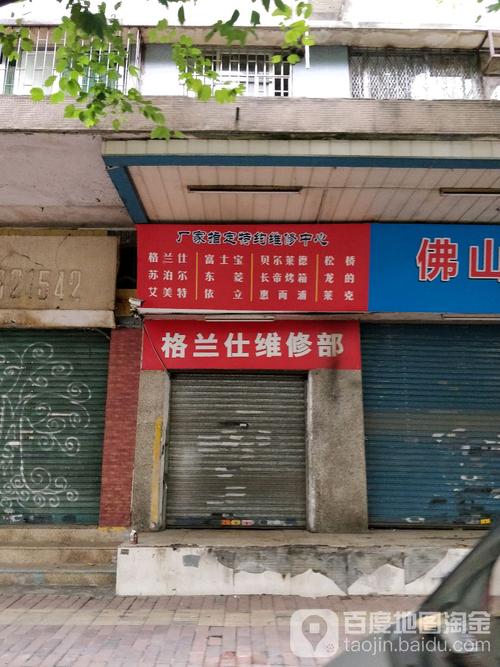 厂家指定特约维修中心
格兰仕 富士宝 贝尔莱德 松桥
苏泊尔 东菱 长帝烤箱 龙的
艾美特 依立 惠而浦 莱克
格兰仕维修部
佛山
21542
百度地图淘金
taojin.baidu.com